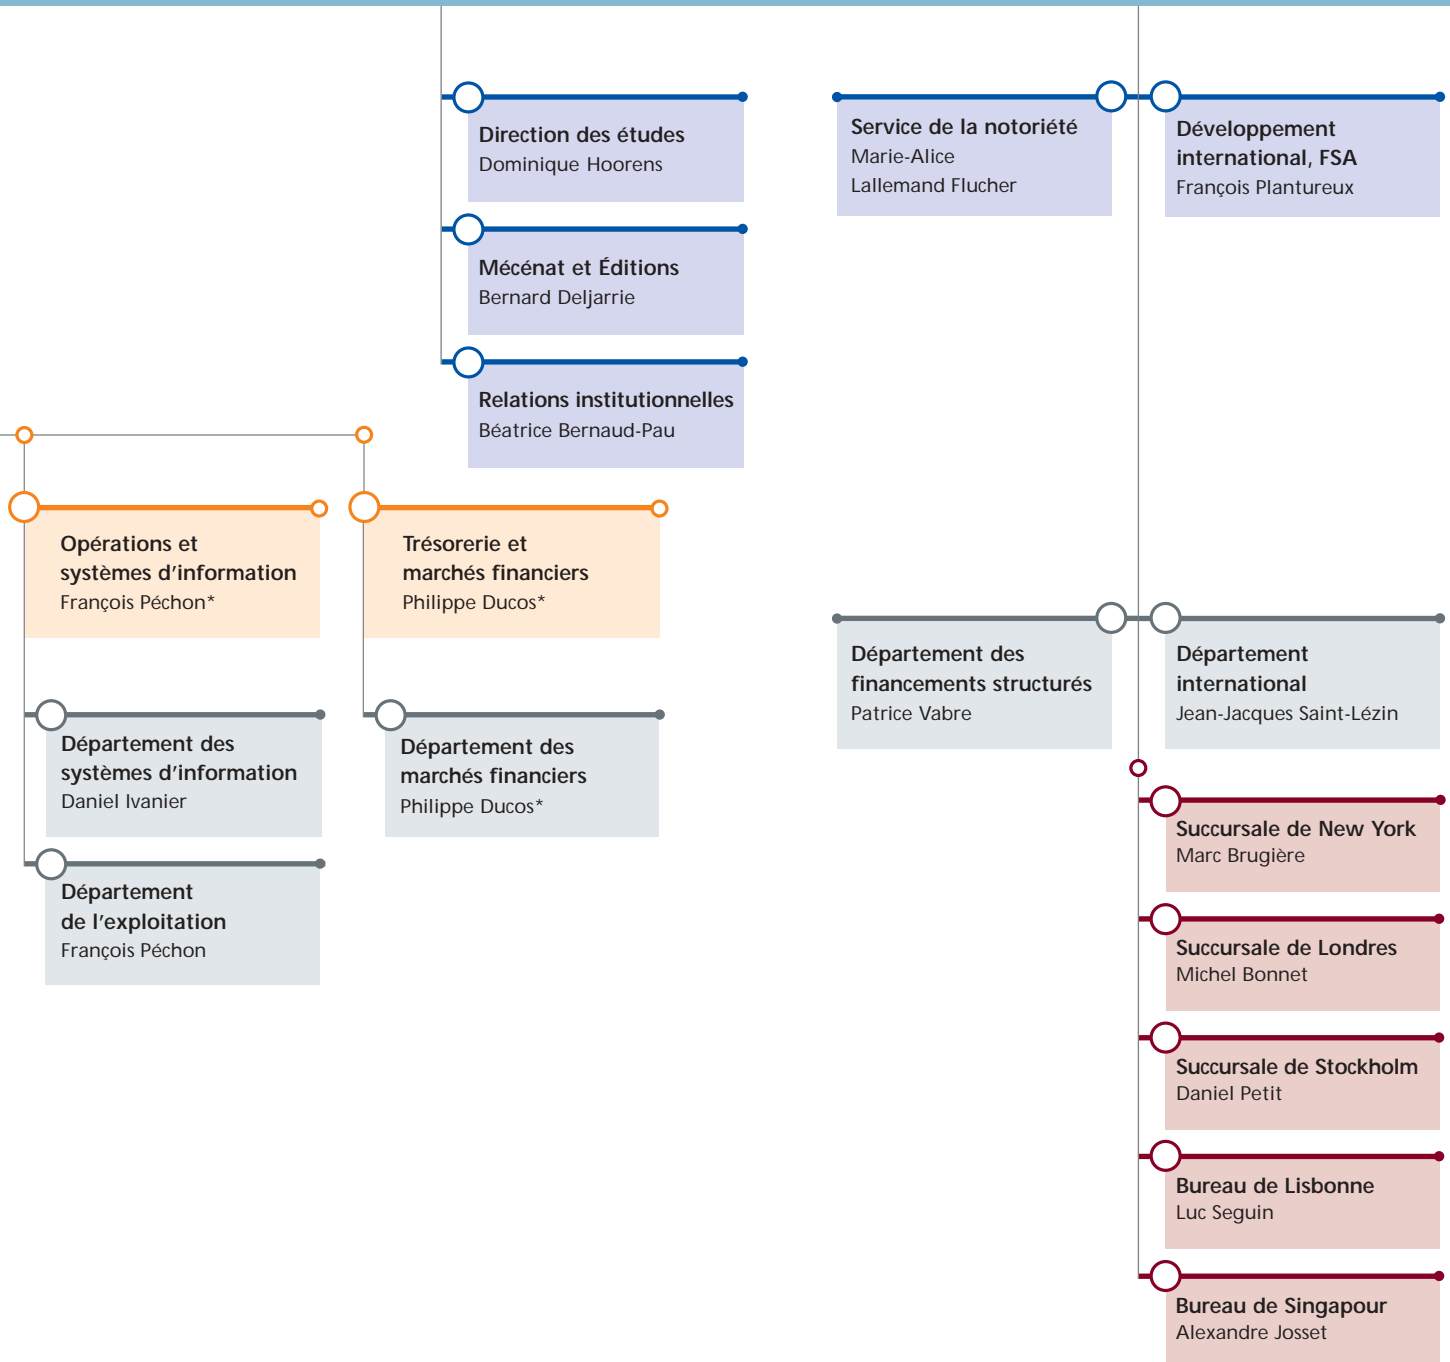 Direction des études
Dominique Hoorens
Mécénat et Éditions
Bernard Deljarrie
Relations institutionnelles
Béatrice Bernaud-Pau
Service de la notoriété
Marie-Alice
Lallemand Flucher
Développement
international, FSA
François Plantureux
Opérations et
systèmes d'information
François Péchon*
Trésorerie et
marchés financiers
Philippe Ducos*
Département des
systèmes d'information
Daniel Ivanier
Département des
marchés financiers
Philippe Ducos*
Département
de l'exploitation
François Péchon
Département des
financements structurés
Patrice Vabre
Département
international
Jean-Jacques Saint-Lézin
Succursale de New York
Marc Brugière
Succursale de Londres
Michel Bonnet
Succursale de Stockholm
Daniel Petit
Bureau de Lisbonne
Luc Seguin
Bureau de Singapour
Alexandre Josset